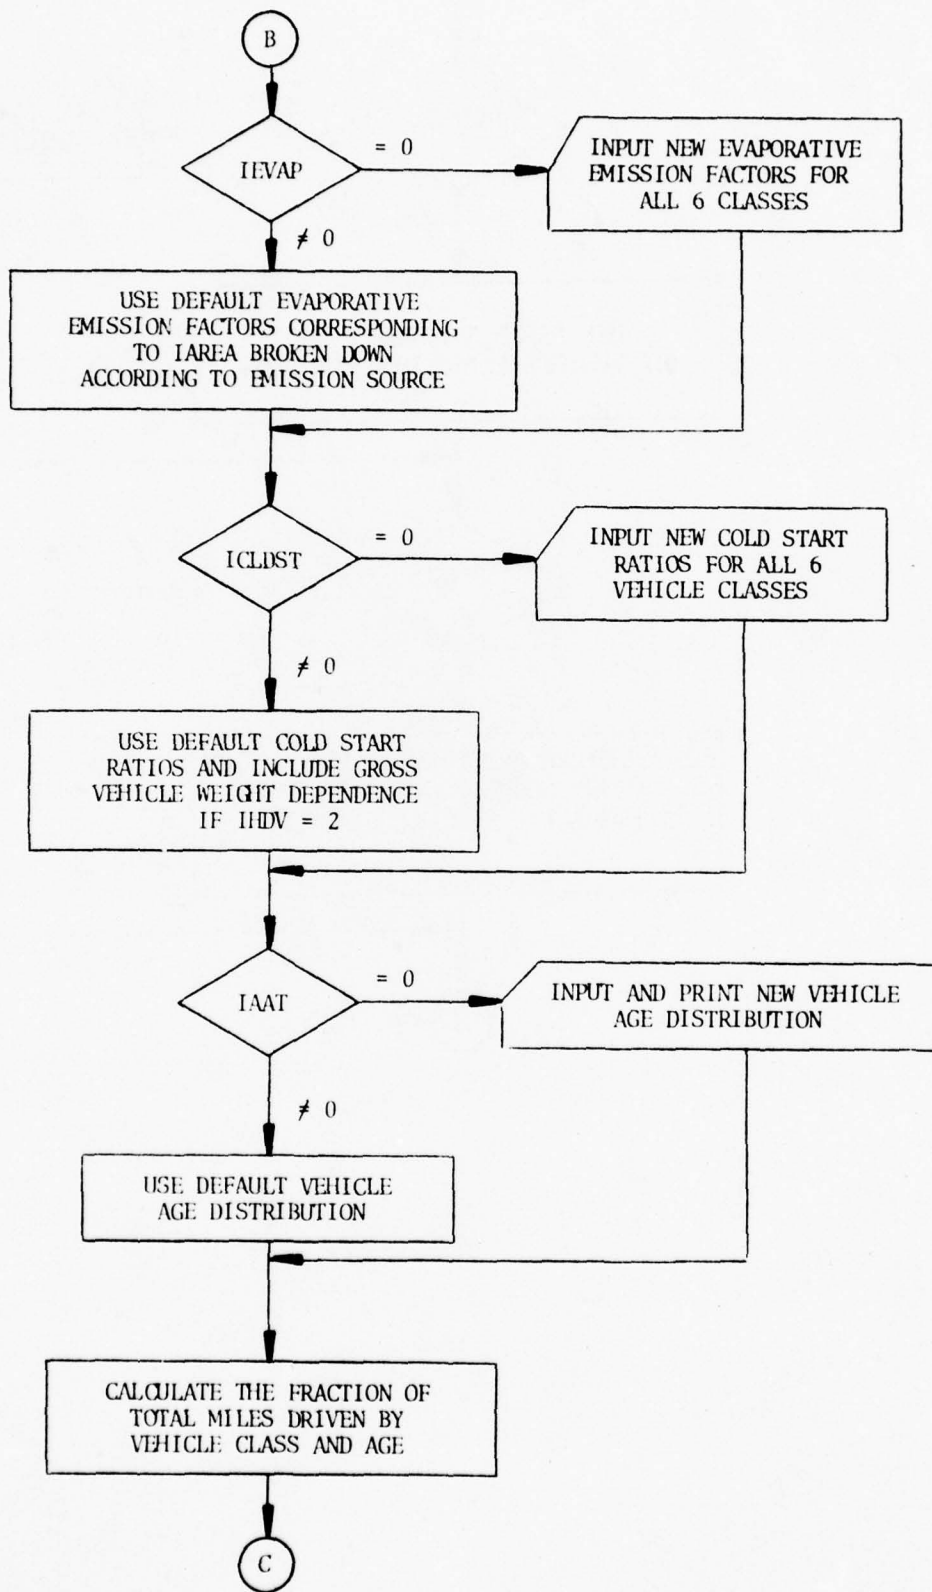 B
IEVAP
= 0
INPUT NEW EVAPORATIVE
EMISSION FACTORS FOR
ALL 6 CLASSES
≠ 0
USE DEFAULT EVAPORATIVE
EMISSION FACTORS CORRESPONDING
TO IAREA BROKEN DOWN
ACCORDING TO EMISSION SOURCE
ICLDST
= 0
INPUT NEW COLD START
RATIOS FOR ALL 6
VEHICLE CLASSES
≠ 0
USE DEFAULT COLD START
RATIOS AND INCLUDE GROSS
VEHICLE WEIGHT DEPENDENCE
IF IHDV = 2
IAAT
= 0
INPUT AND PRINT NEW VEHICLE
AGE DISTRIBUTION
≠ 0
USE DEFAULT VEHICLE
AGE DISTRIBUTION
CALCULATE THE FRACTION OF
TOTAL MILES DRIVEN BY
VEHICLE CLASS AND AGE
C